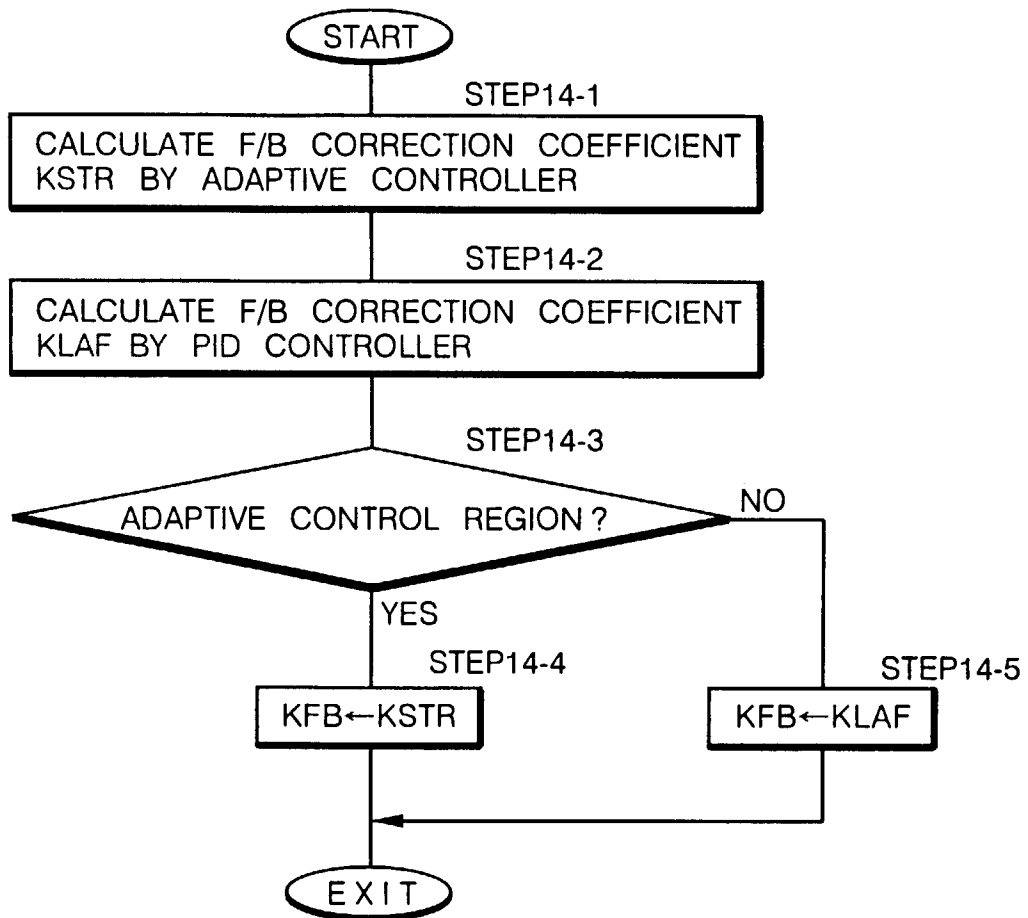 START
STEP14-1
CALCULATE F/B CORRECTION COEFFICIENT
KSTR BY ADAPTIVE CONTROLLER
STEP14-2
CALCULATE F/B CORRECTION COEFFICIENT
KLAF BY PID CONTROLLER
STEP14-3
ADAPTIVE CONTROL REGION?
NO
YES
STEP14-4
KFB←KSTR
STEP14-5
KFB←KLAF
EXIT